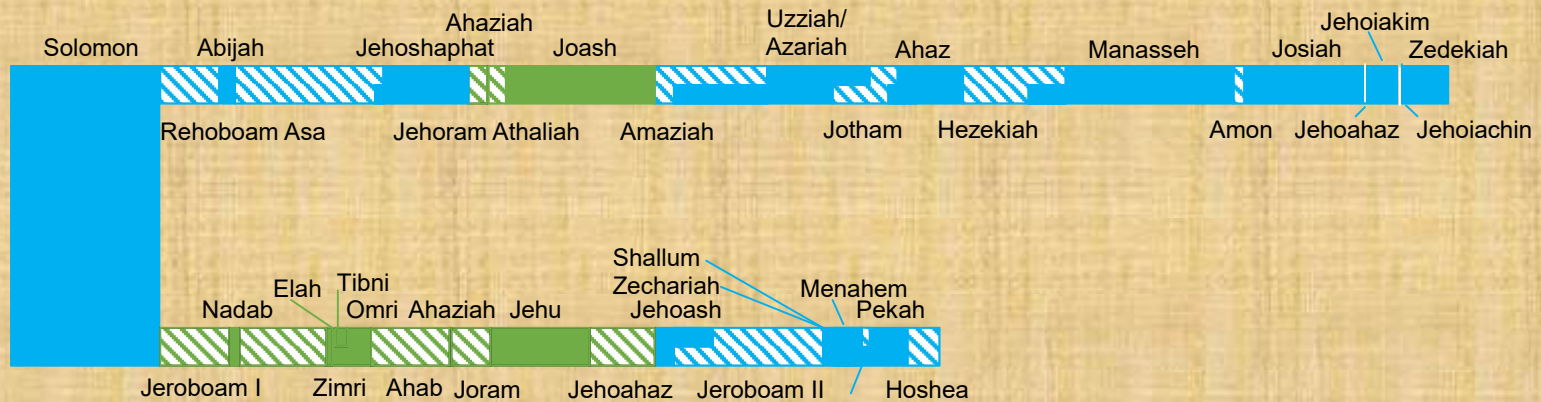 Ahaziah
Uzziah/
Jehoiakim
Solomon Abijah Jehoshaphat Joash Azariah Ahaz Manasseh Josiah Zedekiah
Rehoboam Asa Jehoram Athaliah Amaziah Jotham Hezekiah Amon Jehoahaz Jehoiachin
Shallum
Elah Tibni Zechariah Menahem
Nadab Omri Ahaziah Jehu Jehoash Pekah
Jeroboam I Zimri Ahab Joram Jehoahaz Jeroboam II Hoshea